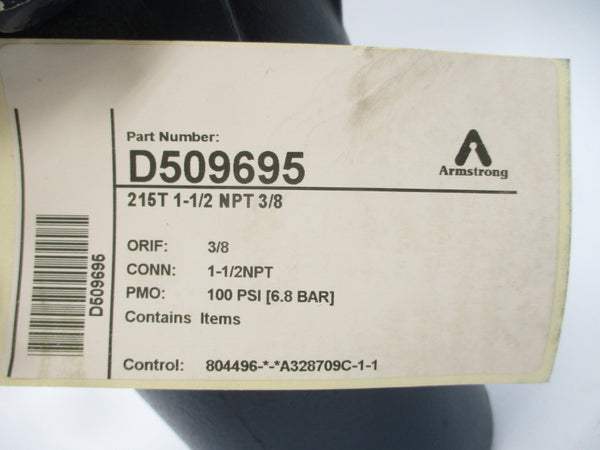 Part Number:
D509695
Armstrong
215T 1-1/2 NPT 3/8
ORIF: 3/8
CONN: 1-1/2NPT
PMO: 100 PSI [6.8 BAR]
Contains Items
Control: 804496-*-*A328709C-1-1
D509695